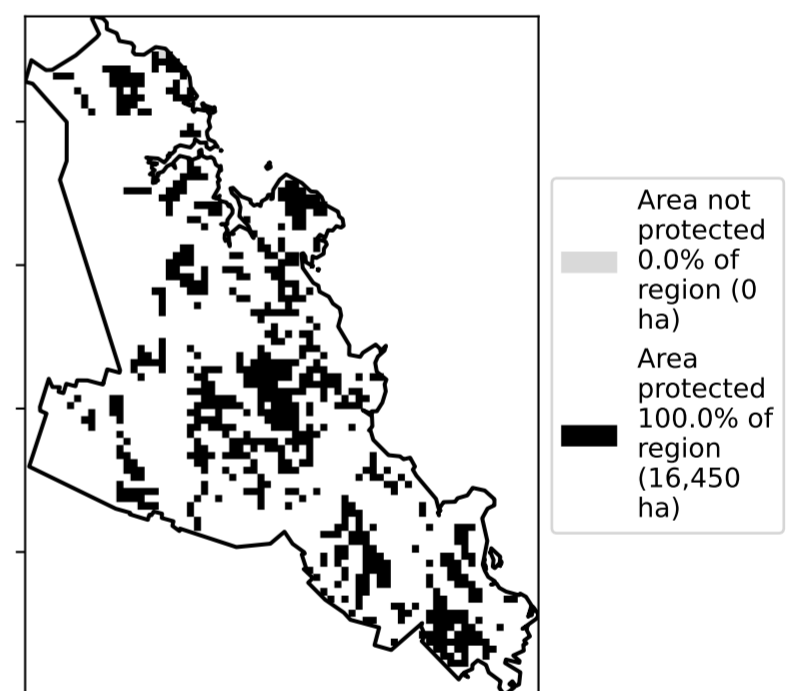 Area not
protected
0.0% of
region (0
ha)
Area
protected
100.0% of
region
(16,450
ha)